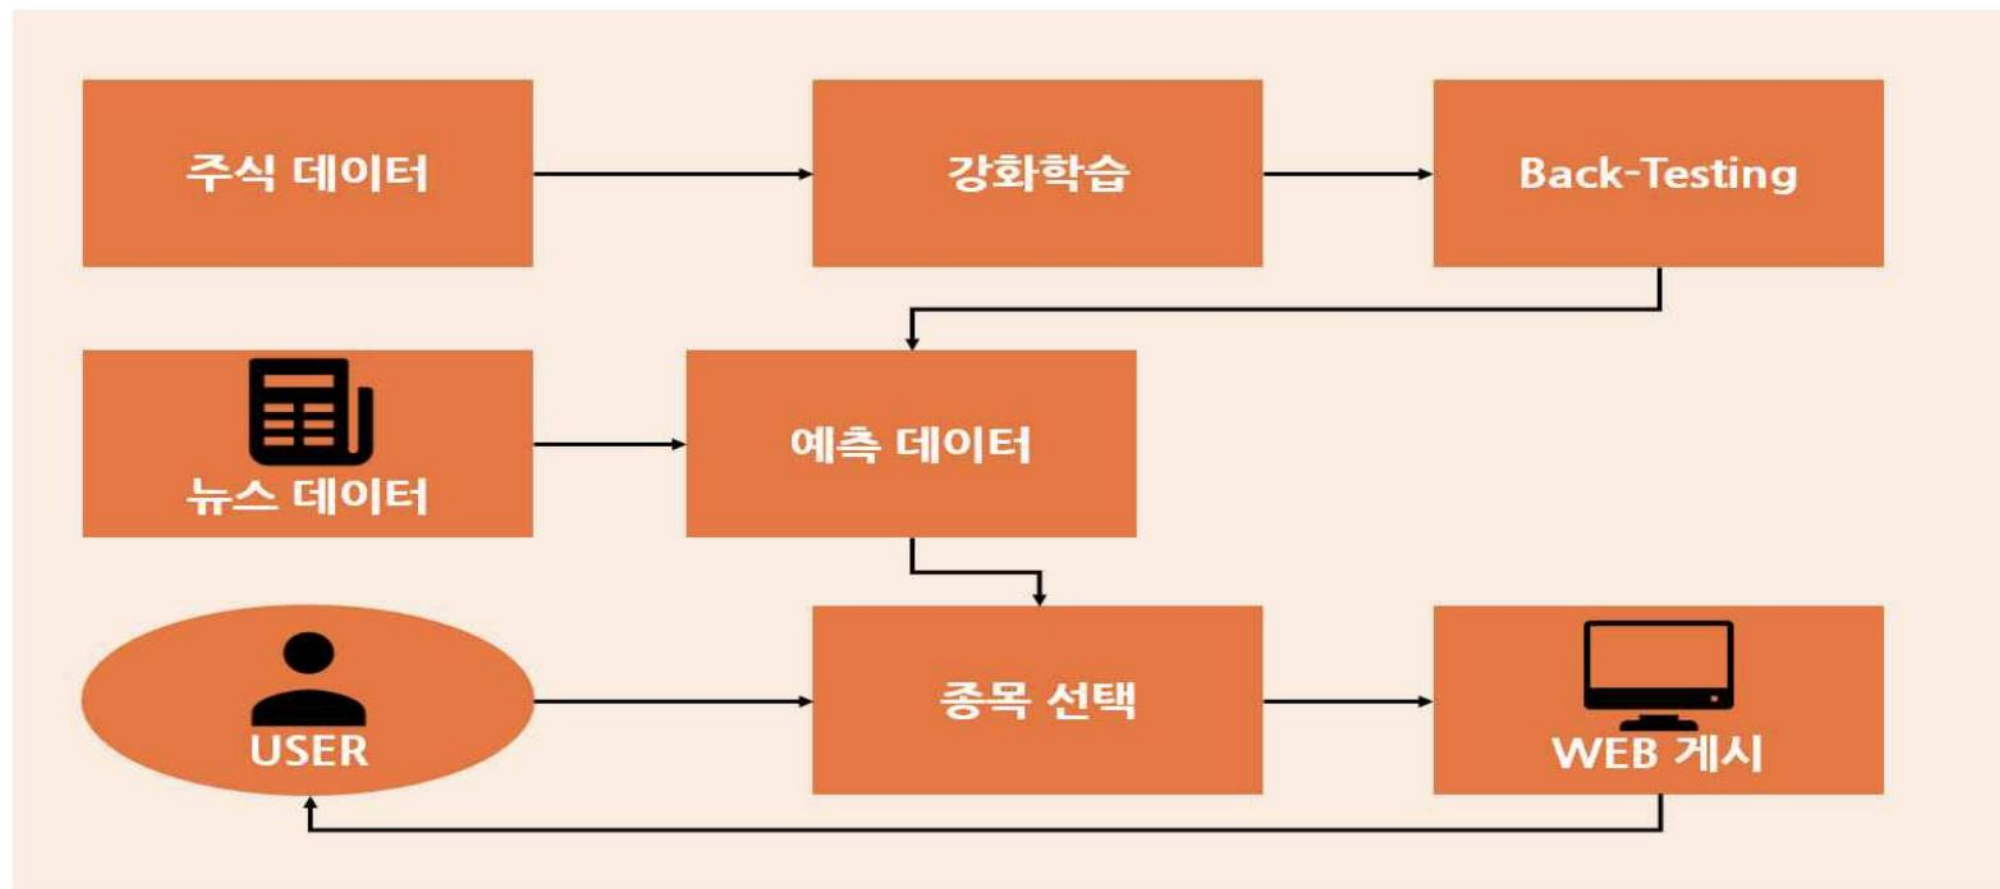 주식 데이터
강화학습
Back-Testing
뉴스 데이터
예측 데이터
USER
종목 선택
WEB 게시